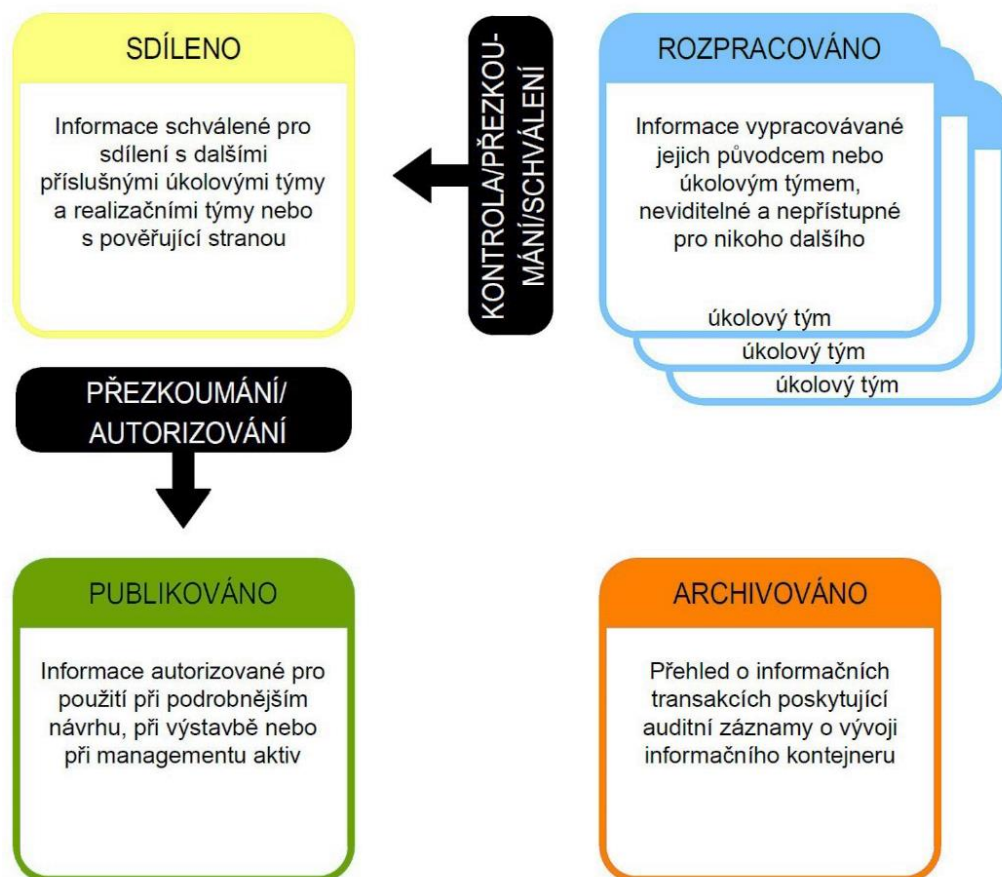 SDÍLENO
Informace schválené pro
sdílení s dalšími
příslušnými úkolovými týmy
a realizačními týmy nebo
s pověřující stranou
KONTROLA/PŘEZKOU-
MÁNÍ/SCHVÁLENÍ
ROZPRACOVÁNO
Informace vypracovávané
jejich původcem nebo
úkolovým týmem,
neviditelné a nepřístupné
pro nikoho dalšího
úkolový tým
úkolový tým
úkolový tým
PŘEZKOUMÁNÍ/
AUTORIZOVÁNÍ
PUBLIKOVÁNO
Informace autorizované pro
použití při podrobnějším
návrhu, při výstavbě nebo
při managementu aktiv
ARCHIVOVÁNO
Přehled o informačních
transakcích poskytující
auditní záznamy o vývoji
informačního kontejneru